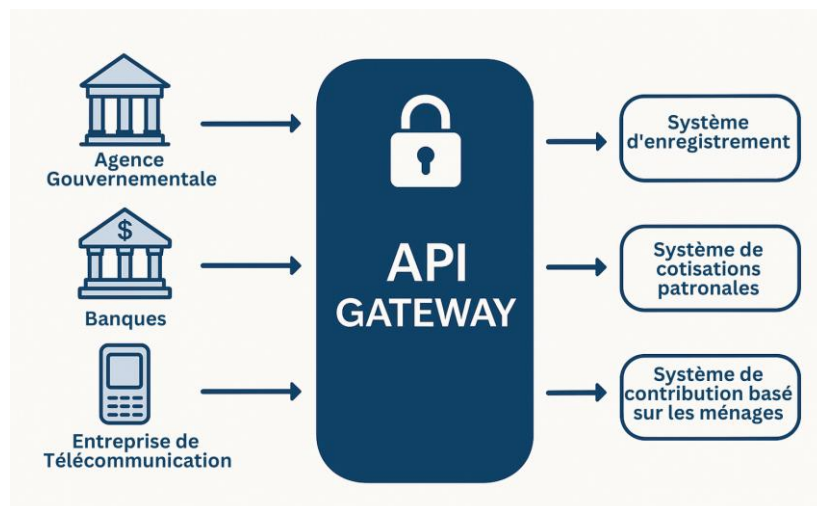 Agence
Gouvernementale
$
Banques
Entreprise de
Télécommunication
API
GATEWAY
Système
d'enregistrement
Système de
cotisations
patronales
Système de
contribution basé
sur les ménages